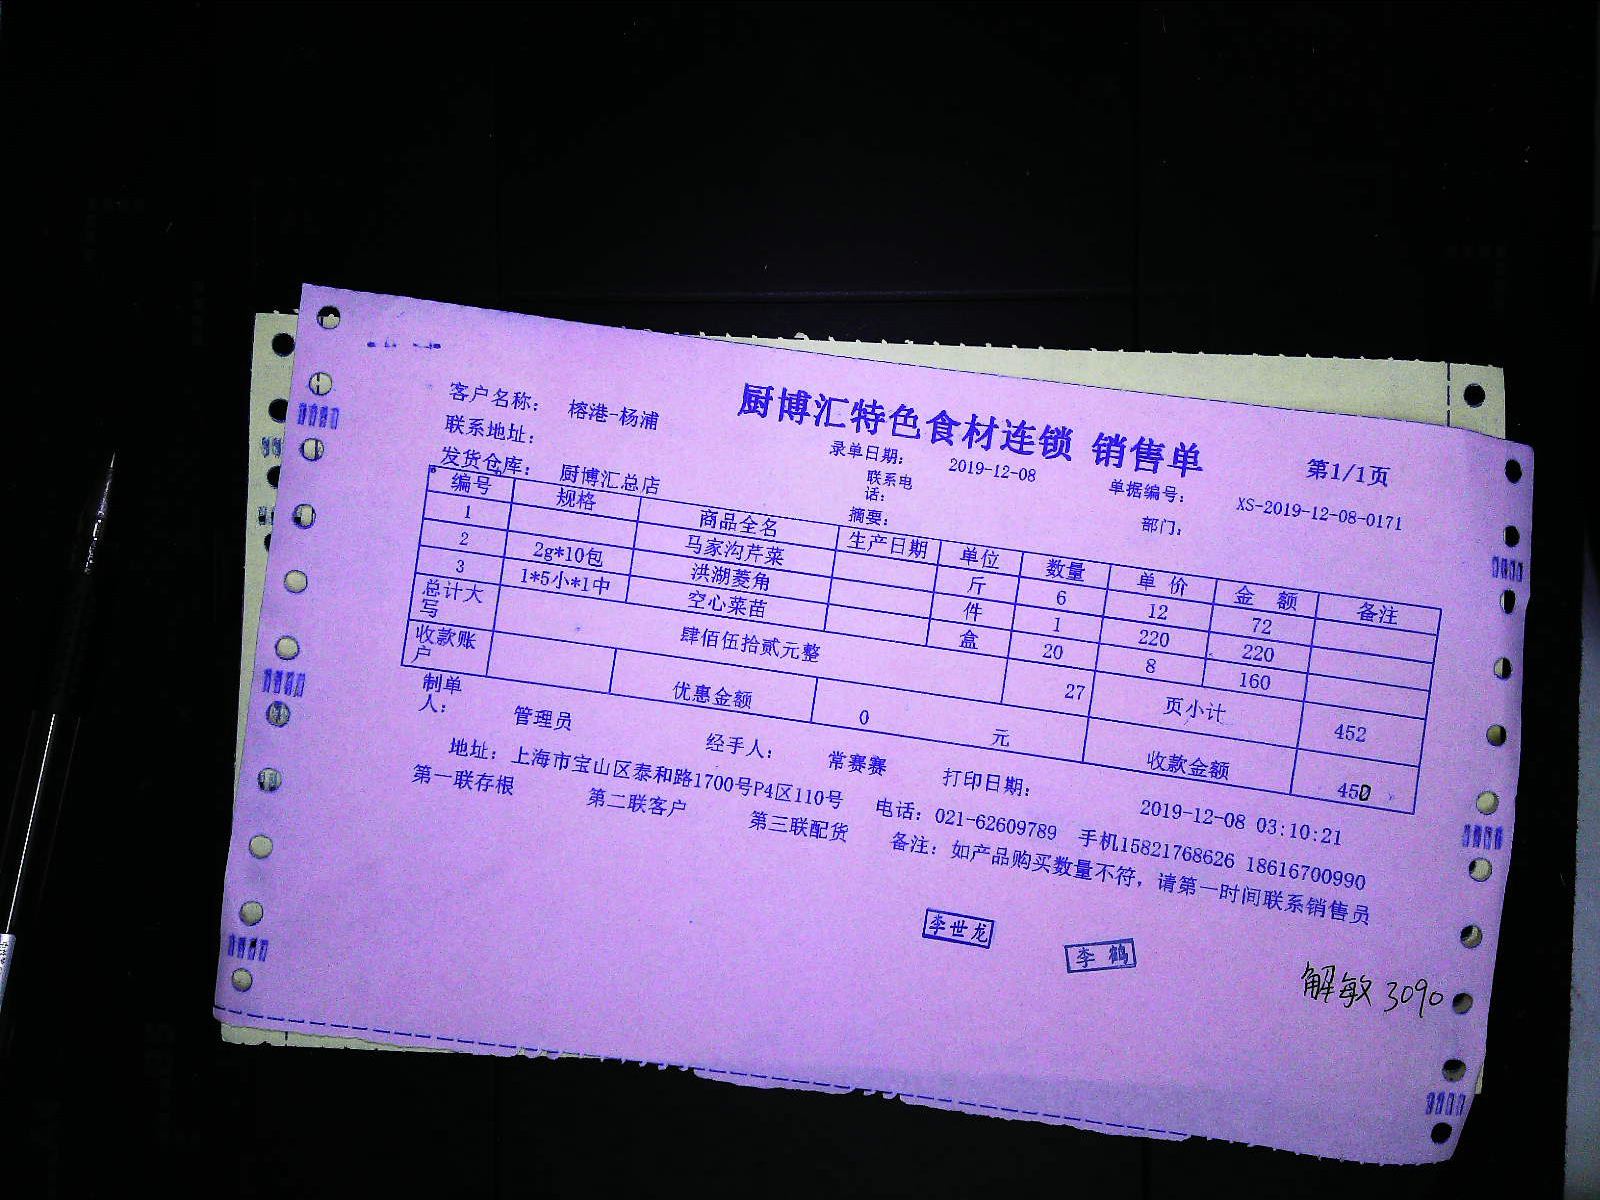 厨博汇特色食材连锁 销售单
第1/1页
客户名称： 榕港-杨浦
录单日期： 2019-12-08
单据编号： XS-2019-12-08-0171
联系地址：
联系电话：
部门：
发货仓库： 厨博汇总店
摘要：
编号 规格 商品全名 生产日期 单位 数量 单 价 金 额 备注
1 马家沟芹菜 斤 6 12 72
2 2g*10包 洪湖菱角 件 1 220 220
3 1*5小*1中 空心菜苗 盒 20 8 160
总计大写 肆佰伍拾贰元整 27 页小计 452
收款账户 优惠金额 0 元 收款金额 450
制单人： 管理员 经手人： 常赛赛 打印日期： 2019-12-08 03:10:21
地址：上海市宝山区泰和路1700号P4区110号 电话：021-62609789 手机15821768626 18616700990
第一联存根 第二联客户 第三联配货 备注：如产品购买数量不符，请第一时间联系销售员
李世龙
李 鹤
解敏 3090